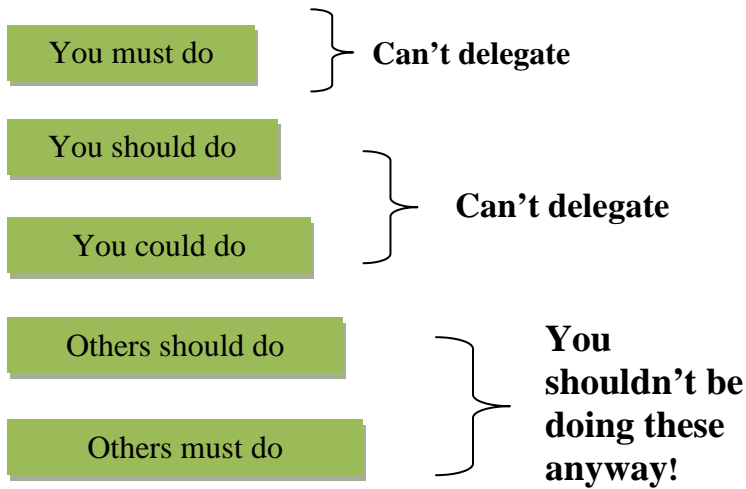 You must do
Can’t delegate
You should do
Can’t delegate
You could do
Others should do
You
shouldn’t be
doing these
anyway!
Others must do